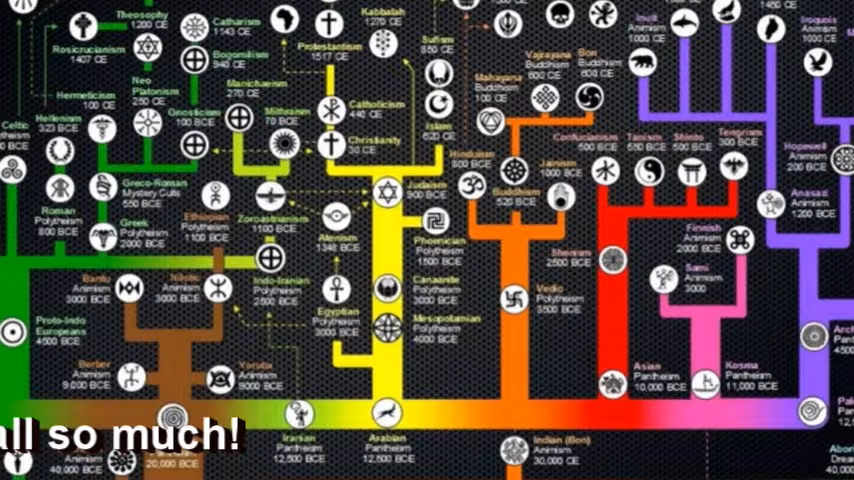 Theosophy
1200 CE
Rosicrucianism
1407 CE
Catharism
1143 CE
Bogomilism
940 CE
Neo
Platonism
250 CE
Hermeticism
100 CE
Manichaeism
270 CE
Gnosticism
100 BCE
Mithraism
70 BCE
Celtic
Hellenism
323 BCE
Roman
Polytheism
800 BCE
Greco-Roman
Mystery Cults
550 BCE
Greek
Polytheism
2000 BCE
Ethiopian
Polytheism
1100 BCE
Zoroastrianism
1100 BCE
Indo-Iranian
Polytheism
2500 BCE
Protestantism
1517 CE
Kabbalah
1270 CE
Sufism
850 CE
Catholicism
440 CE
Christianity
30 CE
Islam
620 CE
Judaism
900 BCE
Atenism
1348 BCE
Phoenician
Polytheism
1500 BCE
Canaanite
Polytheism
3000 BCE
Egyptian
Polytheism
3000 BCE
Mesopotamian
Polytheism
4000 BCE
Mahayana
Buddhism
100 CE
Vajrayana
Buddhism
600 CE
Bon
Buddhism
600 CE
Hinduism
800 BCE
Buddhism
520 BCE
Jainism
1000 BCE
Vedic
Polytheism
3500 BCE
Confucianism
500 BCE
Taoism
550 BCE
Shinto
500 BCE
Tengrism
300 BCE
Shenism
2500 BCE
Finnish
Animism
2000 BCE
Sami
Animism
3000
Inuit
Animism
1000 CE
1450 CE
Iroquois
Animism
1000 CE
Hopewell
Animism
200 BCE
Anasazi
Animism
1200 BCE
Bantu
Animism
3000 BCE
Nilotic
Animism
3000 BCE
Proto-Indo
Europeans
4500 BCE
Berber
Animism
9,000 BCE
Yoruba
Animism
9000 BCE
Asian
Pantheism
10,000 BCE
Kosma
Pantheism
11,000 BCE
all so much!
Animism
40,000 BCE
20,000 BCE
Iranian
Pantheism
12,500 BCE
Arabian
Pantheism
12,500 BCE
Indian (Bon)
Animism
30,000 CE